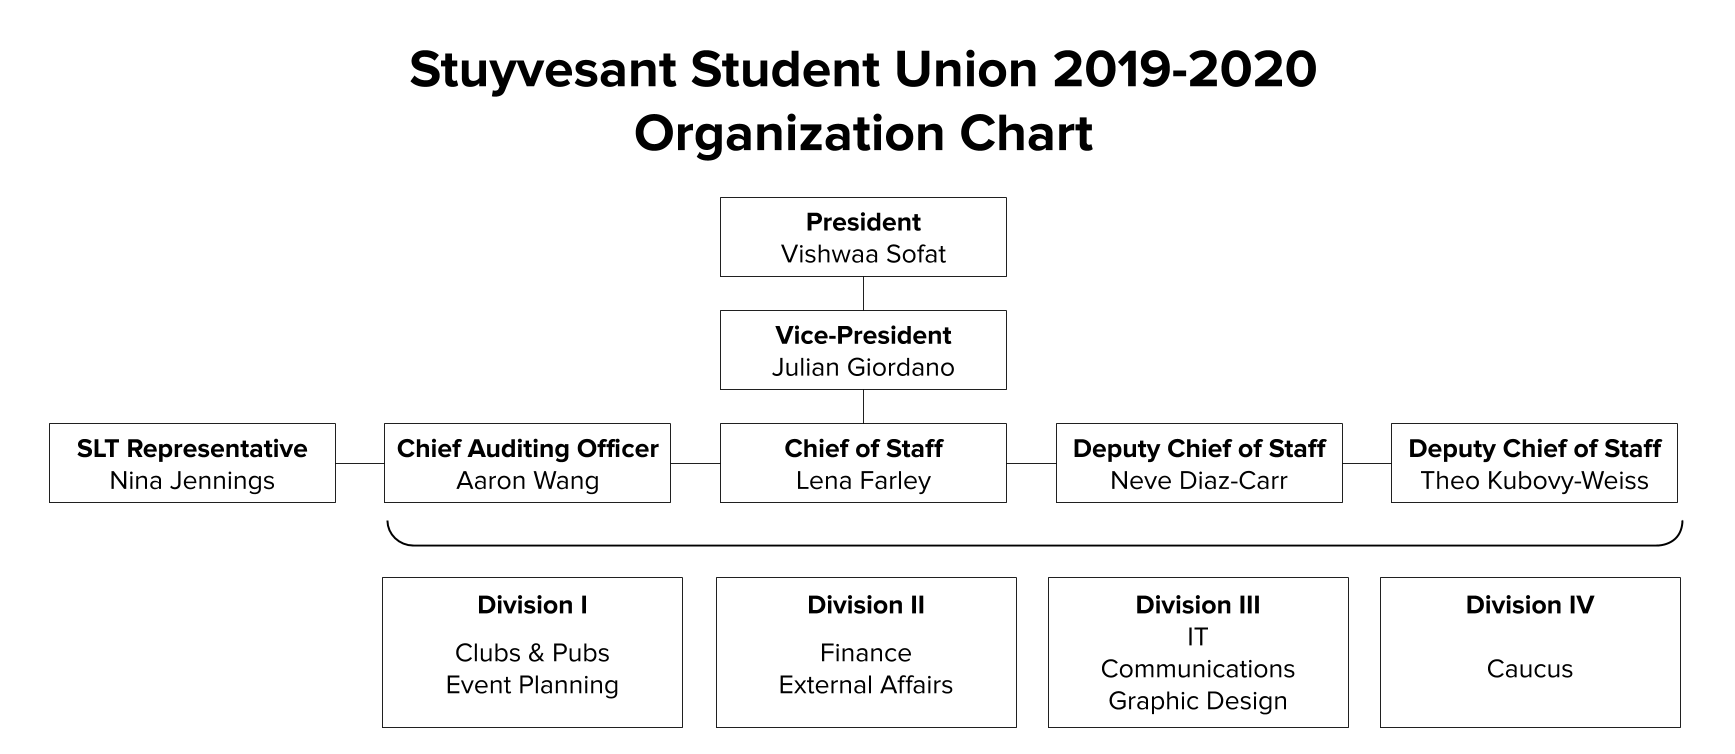 Stuyvesant Student Union 2019-2020
Organization Chart
President
Vishwaa Sofat
Vice-President
Julian Giordano
SLT Representative
Nina Jennings
Chief Auditing Officer
Aaron Wang
Chief of Staff
Lena Farley
Deputy Chief of Staff
Neve Diaz-Carr
Deputy Chief of Staff
Theo Kubovy-Weiss
Division I
Clubs & Pubs
Event Planning
Division II
Finance
External Affairs
Division III
IT
Communications
Graphic Design
Division IV
Caucus